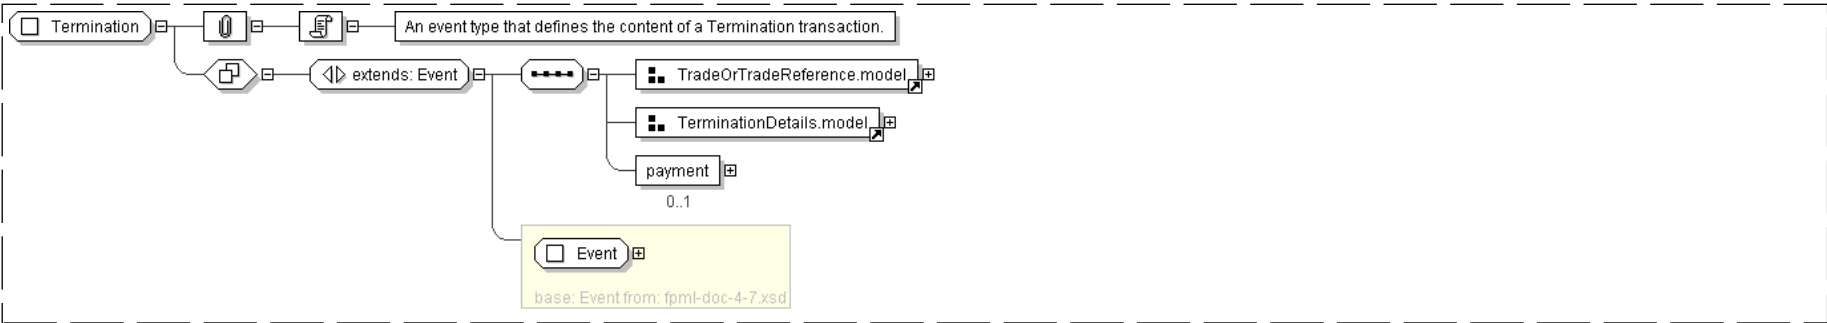 Termination
An event type that defines the content of a Termination transaction.
extends: Event
TradeOrTradeReference.model
TerminationDetails.model
payment
0..1
Event
base: Event from: fpml-doc-4-7.xsd